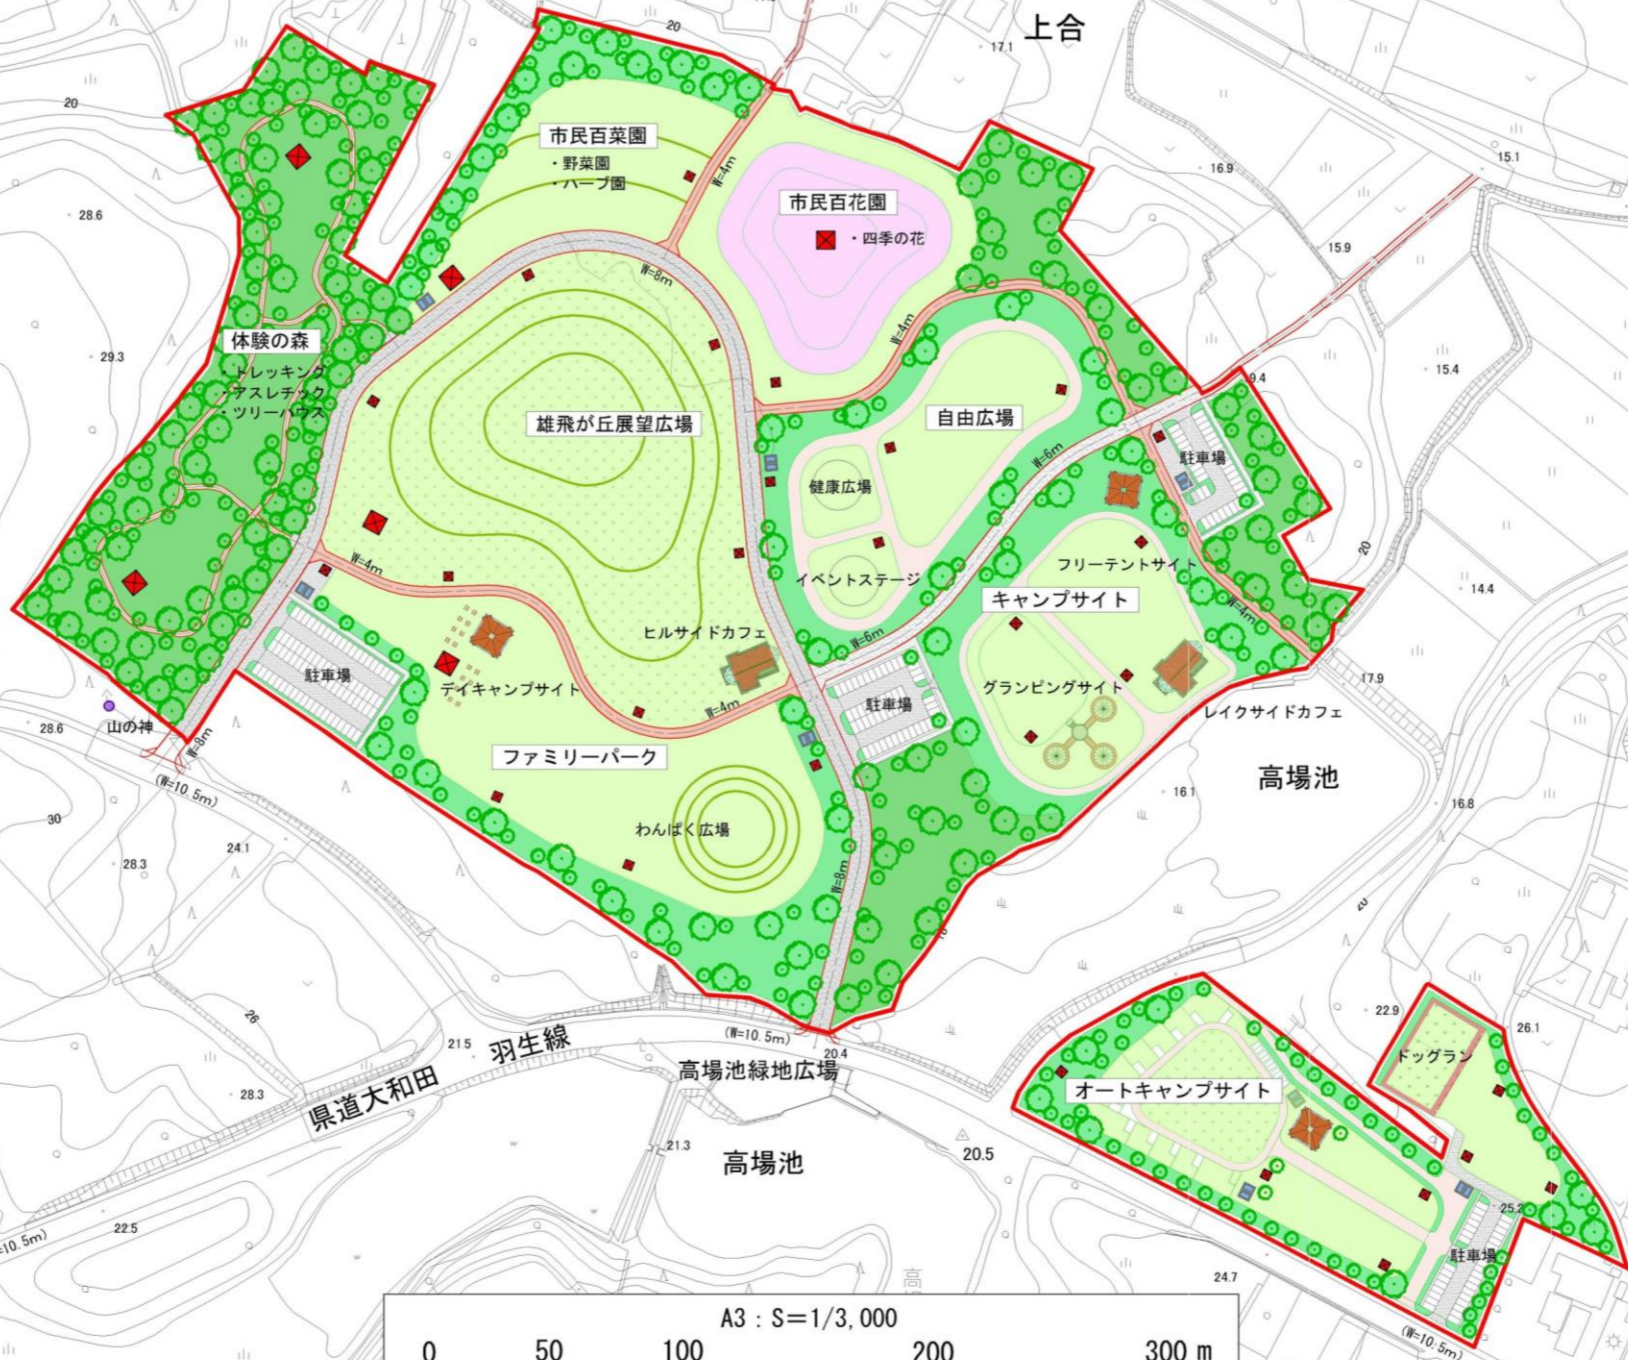 上合
20
17.1
15.1
20
16.9
28.6
15.9
29.3
15.4
市民百菜園
・野菜園
・ハーブ園
W=4m
市民百花園
・四季の花
W=8m
W=4m
体験の森
・トレッキング
・アスレチック
・ツリーハウス
雄飛が丘展望広場
自由広場
9.4
W=6m
駐車場
健康広場
イベントステージ
フリーテントサイト
キャンプサイト
W=4m
20
14.4
W=4m
W=6m
ヒルサイドカフェ
駐車場
デイキャンプサイト
W=4m
駐車場
グランピングサイト
レイクサイドカフェ
17.9
山の神
28.6
W=8m
(W=10.5m)
ファミリーパーク
高場池
16.1
16.8
30
わんぱく広場
24.1
28.3
W=8m
20
26
21.5
羽生線
(W=10.5m)
20.4
22.9
26.1
ドッグラン
高場池緑地広場
オートキャンプサイト
県道大和田
28.3
21.3
高場池
20.5
22.5
25.2
駐車場
24.7
(W=10.5m)
A3：S＝1/3,000
0 50 100 200 300 m